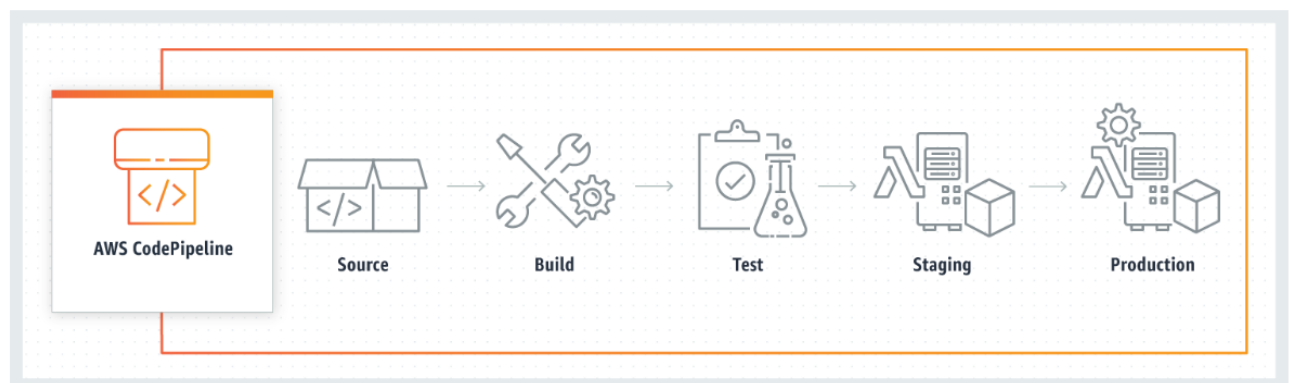 AWS CodePipeline
</>
</>
Source
Build
Test
Staging
Production